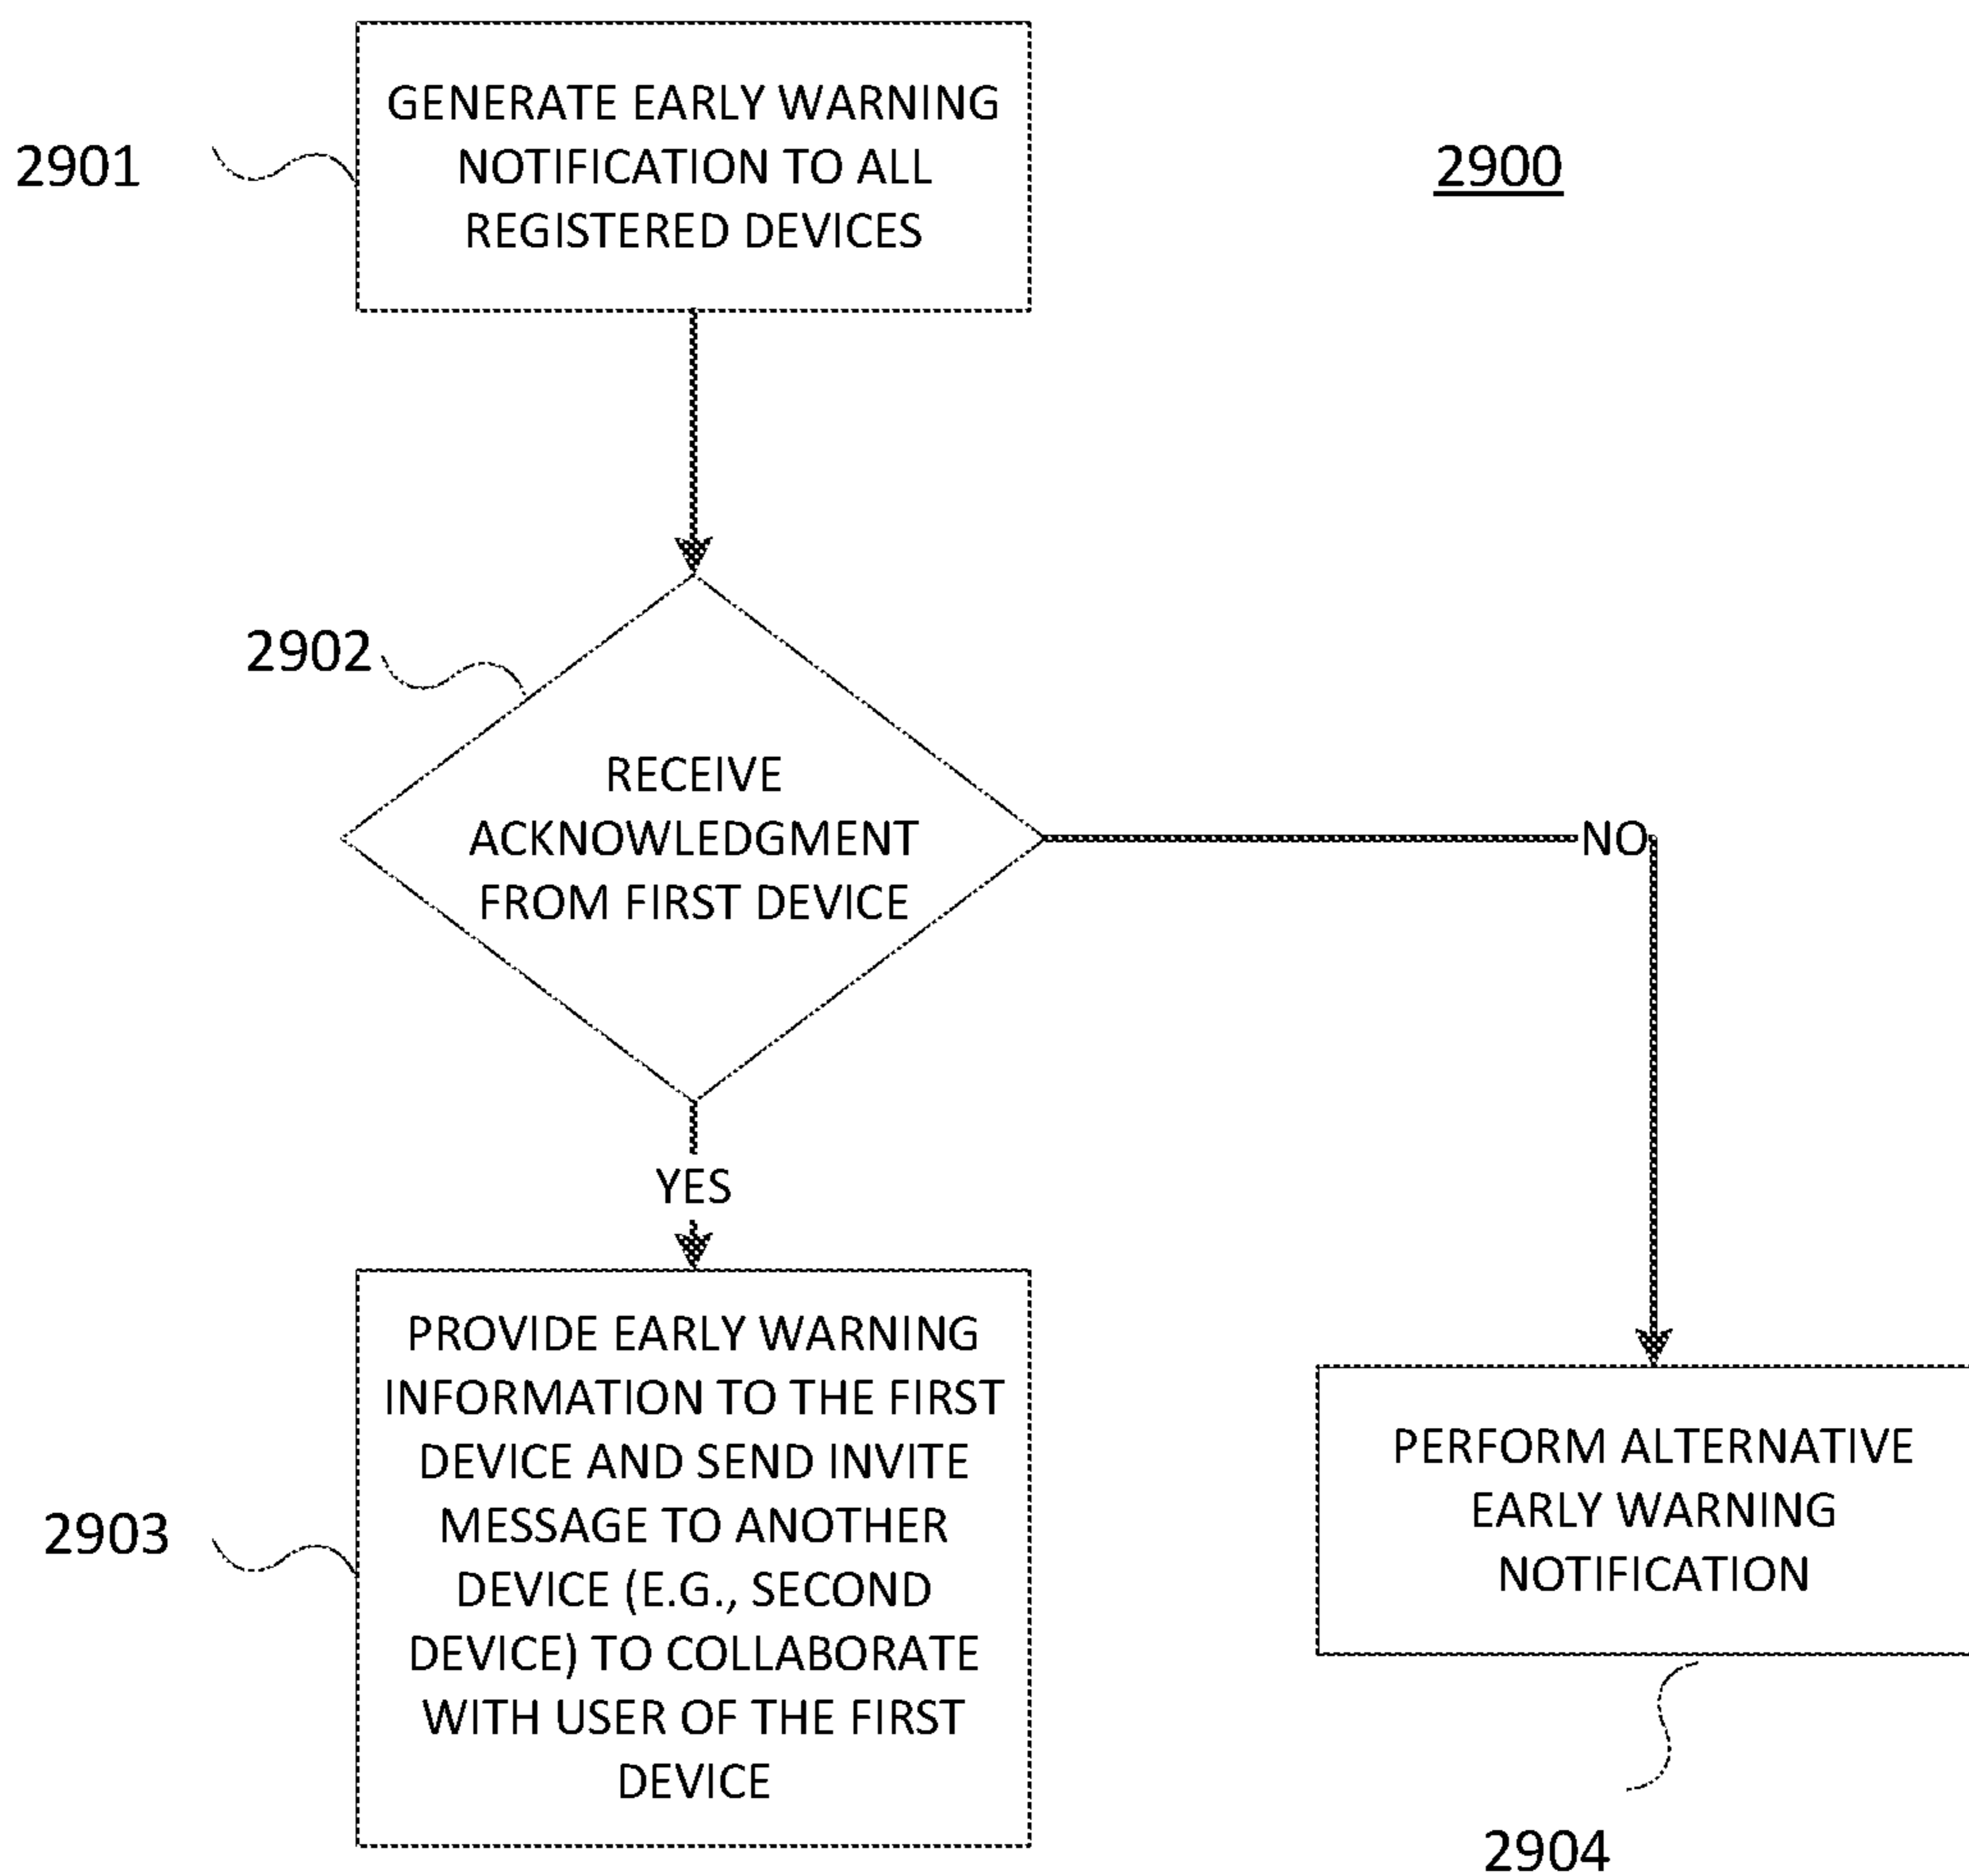 GENERATE EARLY WARNING
NOTIFICATION TO ALL
REGISTERED DEVICES
2901
2900
2902
RECEIVE
ACKNOWLEDGMENT
FROM FIRST DEVICE
NO
YES
PROVIDE EARLY WARNING
INFORMATION TO THE FIRST
DEVICE AND SEND INVITE
MESSAGE TO ANOTHER
DEVICE (E.G., SECOND
DEVICE) TO COLLABORATE
WITH USER OF THE FIRST
DEVICE
2903
PERFORM ALTERNATIVE
EARLY WARNING
NOTIFICATION
2904